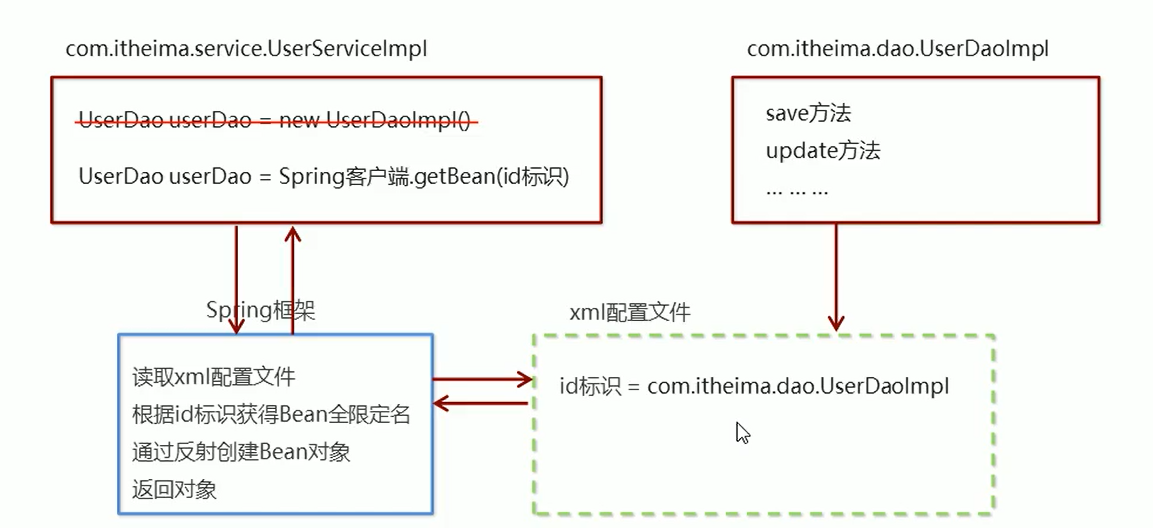 com.itheima.service.UserServiceImpl
UserDao userDao = new UserDaoImpl()
UserDao userDao = Spring客户端.getBean(id标识)
com.itheima.dao.UserDaoImpl
save方法
update方法
... ... ...
Spring框架
读取xml配置文件
根据id标识获得Bean全限定名
通过反射创建Bean对象
返回对象
xml配置文件
id标识 = com.itheima.dao.UserDaoImpl